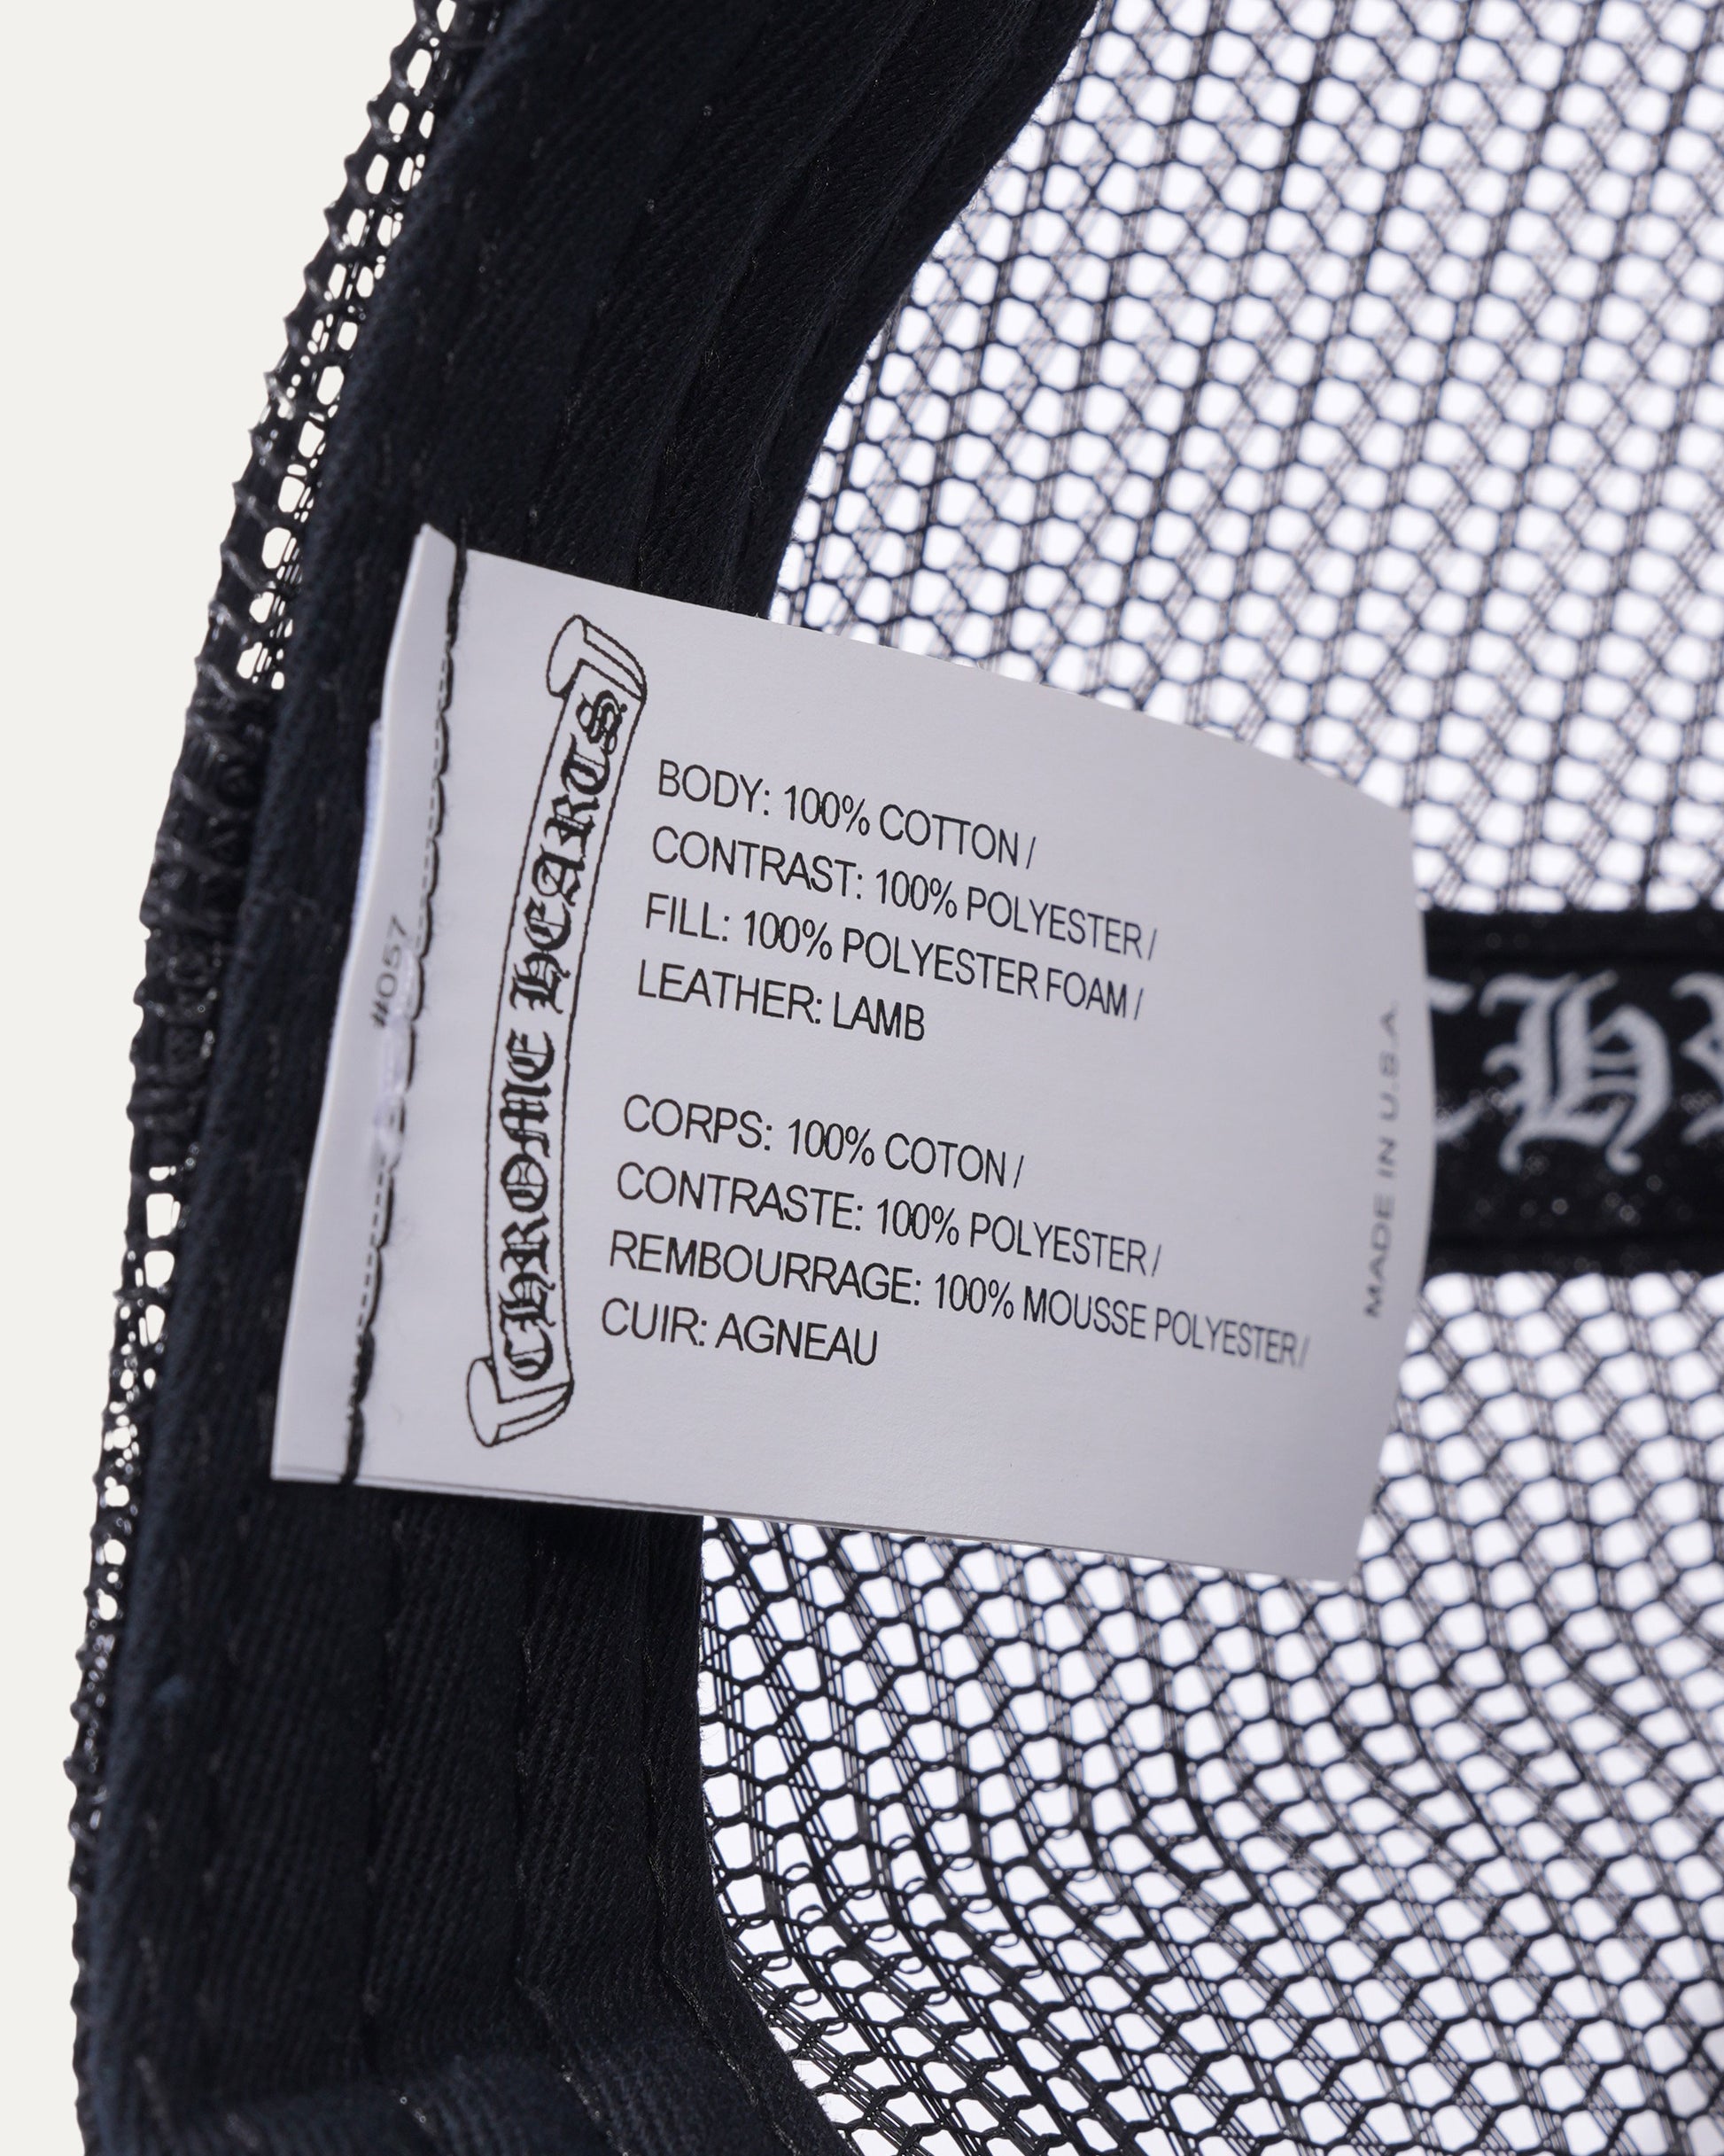 CHROME HEARTS
BODY: 100% COTTON /
CONTRAST: 100% POLYESTER /
FILL: 100% POLYESTER FOAM /
LEATHER: LAMB
CORPS: 100% COTON /
CONTRASTE: 100% POLYESTER /
REMBOURRAGE: 100% MOUSSE POLYESTER /
CUIR: AGNEAU
#057
MADE IN U.S.A.